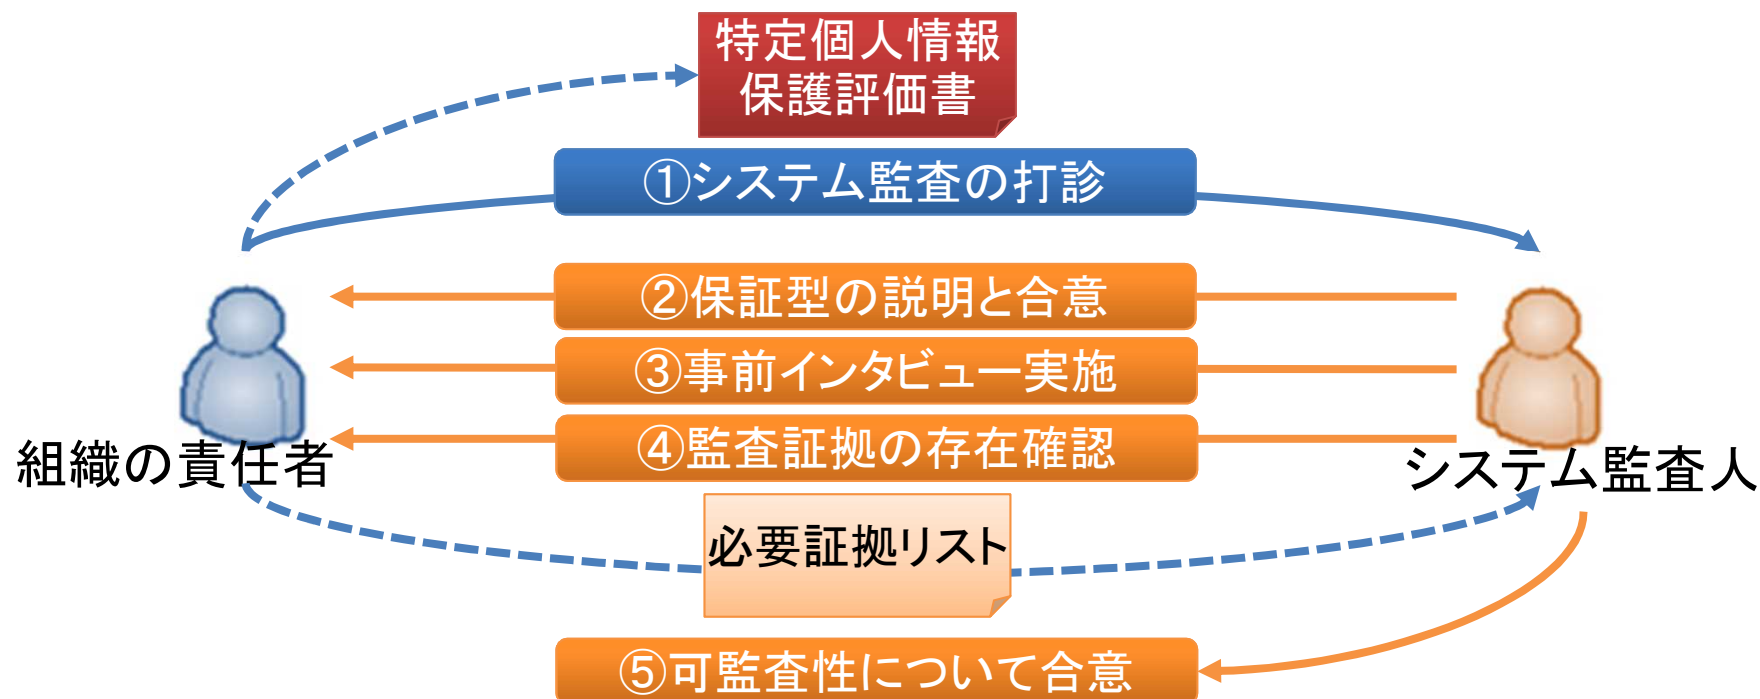 特定個人情報
保護評価書
①システム監査の打診
②保証型の説明と合意
③事前インタビュー実施
④監査証拠の存在確認
組織の責任者
システム監査人
必要証拠リスト
⑤可監査性について合意